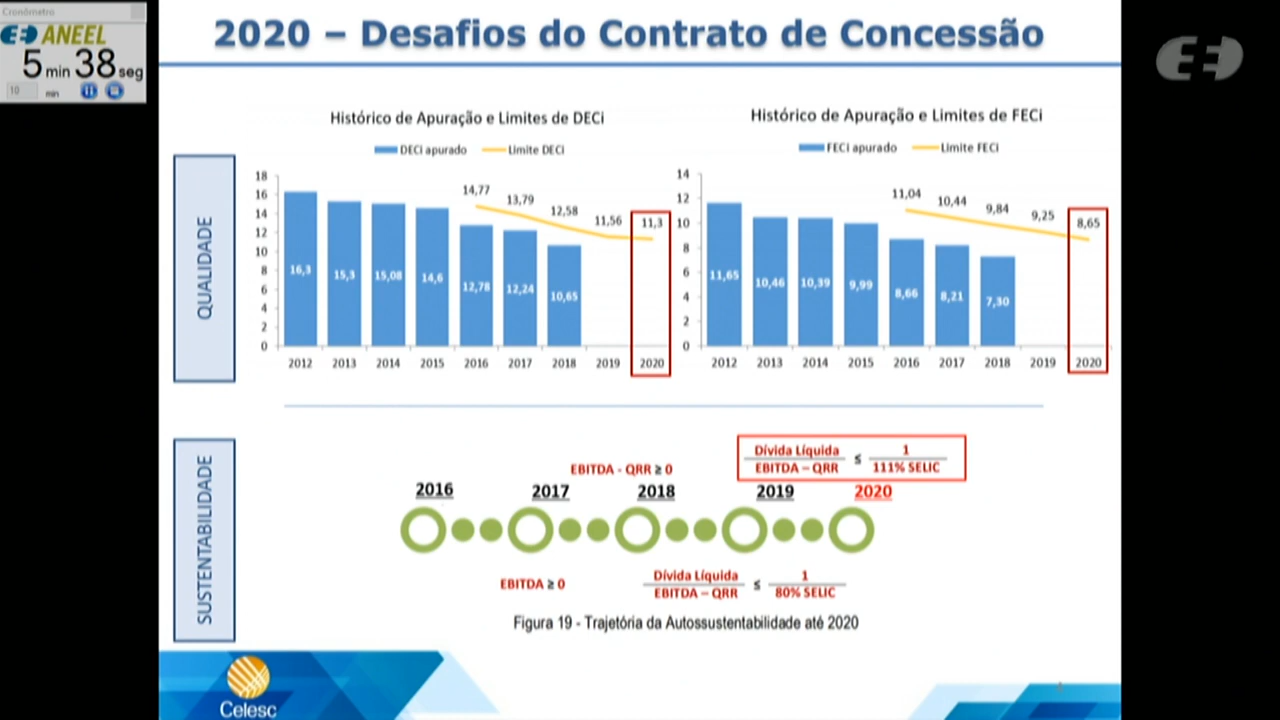 Cronômetro
ANEEL
5 min 38 seg
10 min
2020 – Desafios do Contrato de Concessão
QUALIDADE
Histórico de Apuração e Limites de DECi
DECi apurado Limite DECi
18
16
14
12
10
8
6
4
2
0
14,77 13,79 12,58 11,56 11,3
16,3 15,3 15,08 14,6 12,78 12,24 10,65
2012 2013 2014 2015 2016 2017 2018 2019 2020
Histórico de Apuração e Limites de FECi
FECi apurado Limite FECi
14
12
10
8
6
4
2
0
11,04 10,44 9,84 9,25 8,65
11,65 10,46 10,39 9,99 8,66 8,21 7,30
2012 2013 2014 2015 2016 2017 2018 2019 2020
SUSTENTABILIDADE
EBITDA - QRR ≥ 0
Dívida Líquida 1
≤
EBITDA – QRR 111% SELIC
2016 2017 2018 2019 2020
EBITDA ≥ 0
Dívida Líquida 1
≤
EBITDA – QRR 80% SELIC
Figura 19 - Trajetória da Autossustentabilidade até 2020
Celesc